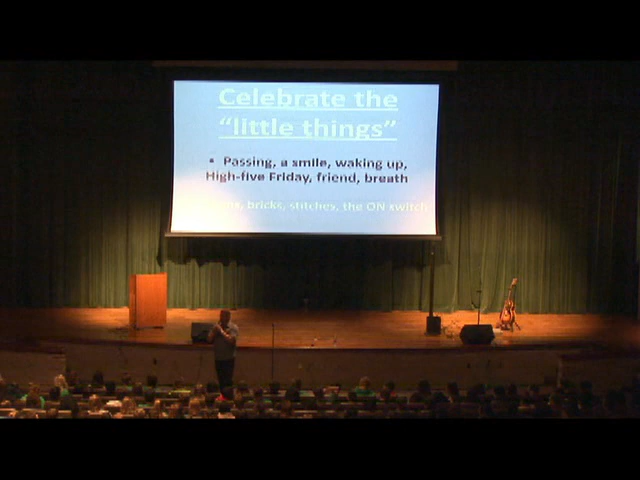 Celebrate the
“little things”
• Passing, a smile, waking up,
High-five Friday, friend, breath
bricks, stitches, the ON switch